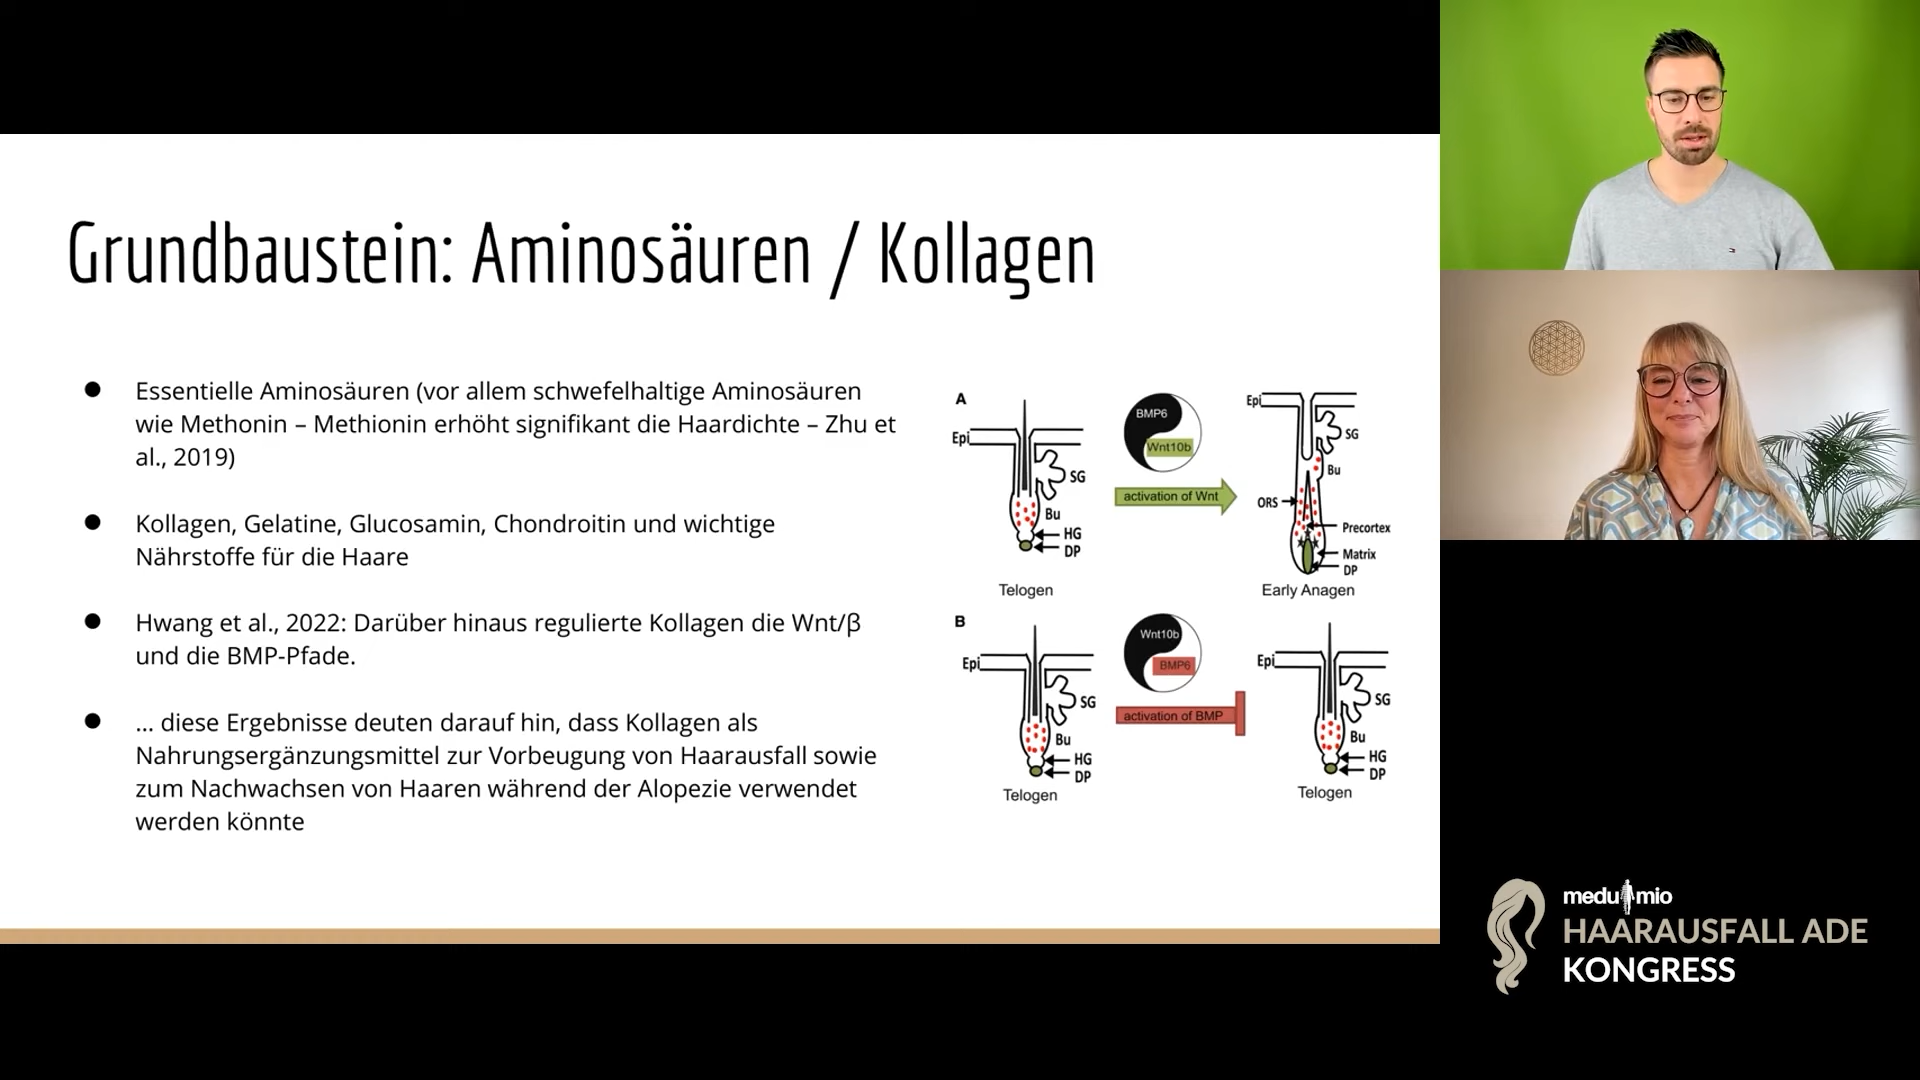 Grundbaustein: Aminosäuren / Kollagen
● Essentielle Aminosäuren (vor allem schwefelhaltige Aminosäuren
wie Methonin – Methionin erhöht signifikant die Haardichte – Zhu et
al., 2019)
● Kollagen, Gelatine, Glucosamin, Chondroitin und wichtige
Nährstoffe für die Haare
● Hwang et al., 2022: Darüber hinaus regulierte Kollagen die Wnt/β
und die BMP-Pfade.
● … diese Ergebnisse deuten darauf hin, dass Kollagen als
Nahrungsergänzungsmittel zur Vorbeugung von Haarausfall sowie
zum Nachwachsen von Haaren während der Alopezie verwendet
werden könnte
A
Epi
SG
Bu
HG
DP
Telogen
BMP6
Wnt10b
activation of Wnt
Epi
SG
Bu
ORS
Precortex
Matrix
DP
Early Anagen
B
Epi
SG
Bu
HG
DP
Telogen
Wnt10b
BMP6
activation of BMP
Epi
SG
Bu
HG
DP
Telogen
medumio
HAARAUSFALL ADE
KONGRESS